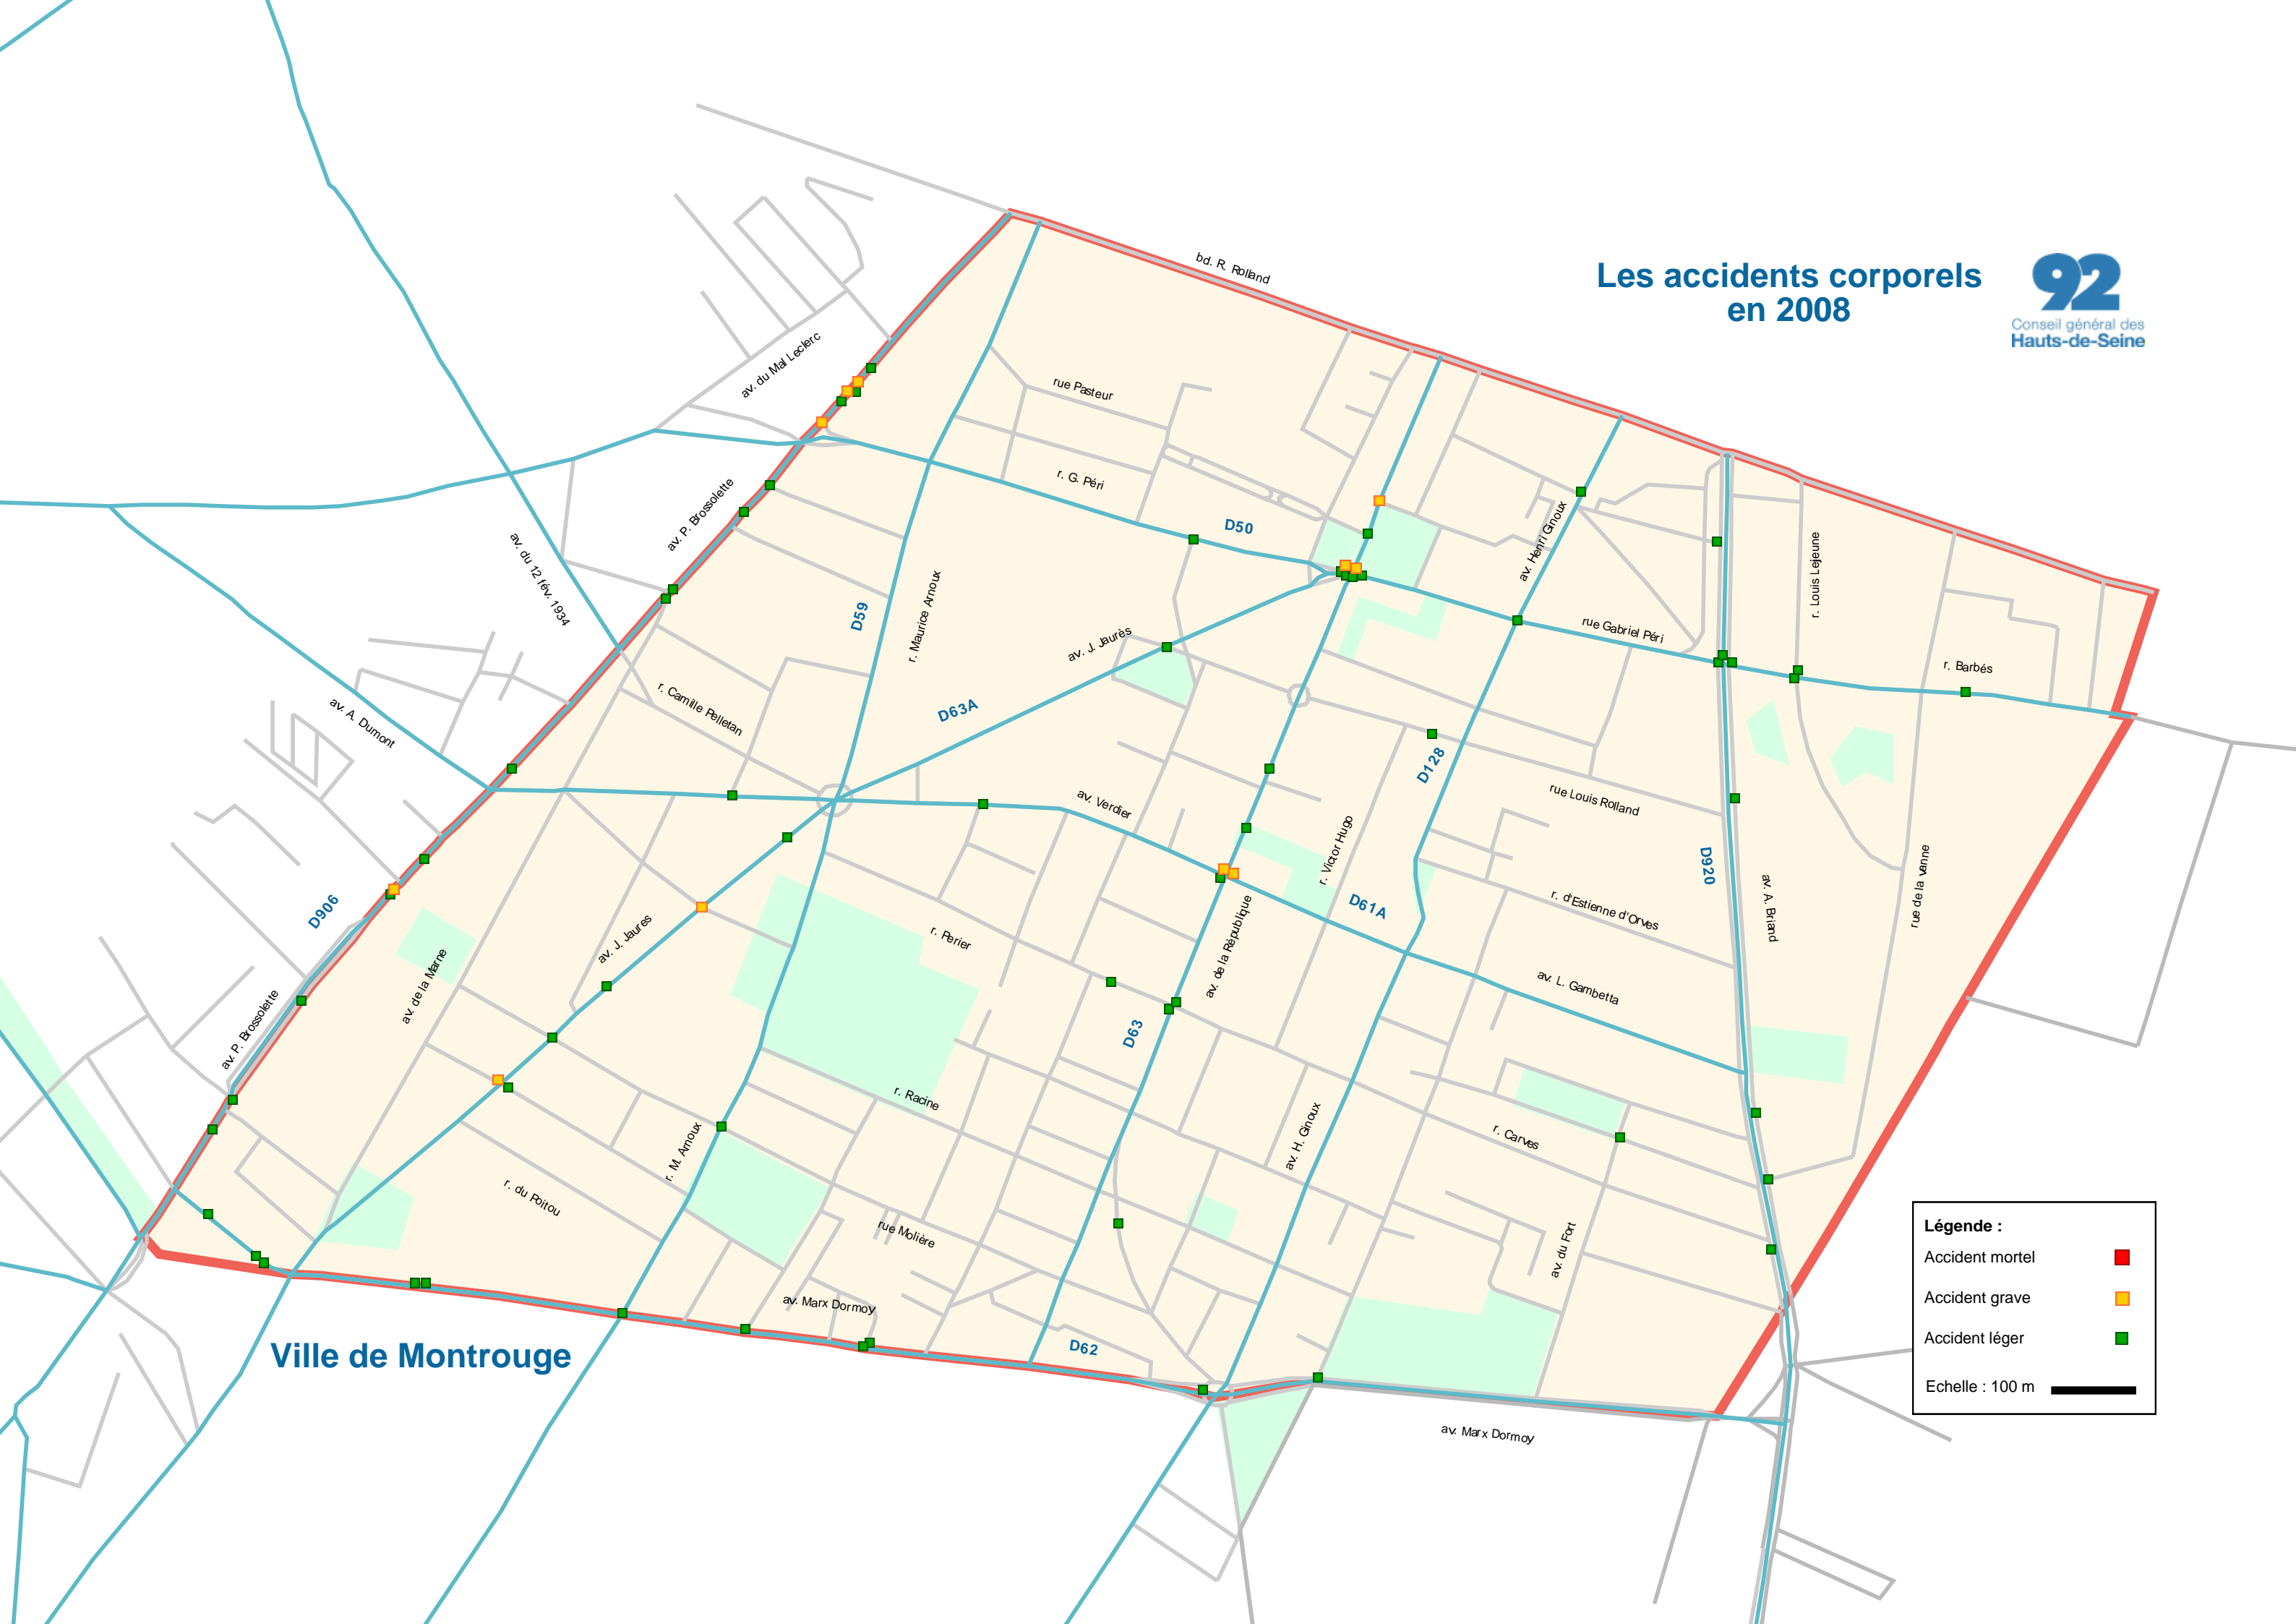 Les accidents corporels
en 2008
92
Conseil général des
Hauts-de-Seine
bd. R. Rolland
av. du Mal Leclerc
rue Pasteur
r. G. Péri
D50
av. P. Brossolette
av. du 12 fév. 1934
av. Henri Ginoux
r. Louis Lejeune
D59
r. Maurice Arnoux
av. J. Jaurès
rue Gabriel Péri
r. Barbés
r. Camille Pelletan
D63A
av. A. Dumont
D128
av. Verdier
rue Louis Rolland
r. Victor Hugo
D920
av. A. Briand
rue de la vanne
D906
D61A
r. d'Estienne d'Orves
av. J. Jaures
r. Perier
av. de la République
av. de la Marne
av. L. Gambetta
av. P. Brossolette
D63
r. Racine
av. H. Ginoux
r. Carves
r. M. Arnoux
r. du Poitou
rue Molière
av. du Fort
av. Marx Dormoy
D62
av. Marx Dormoy
Ville de Montrouge
Légende :
Accident mortel
Accident grave
Accident léger
Echelle : 100 m